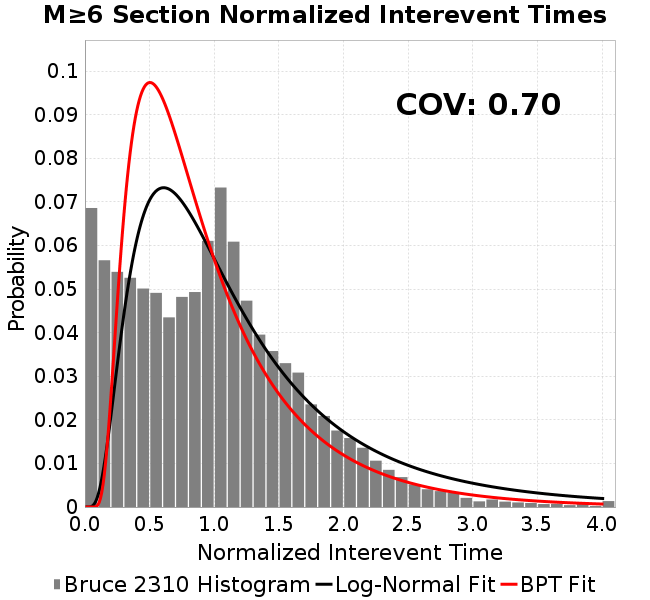 M≥6 Section Normalized Interevent Times
COV: 0.70
Probability
0.1
0.09
0.08
0.07
0.06
0.05
0.04
0.03
0.02
0.01
0
0.0 0.5 1.0 1.5 2.0 2.5 3.0 3.5 4.0
Normalized Interevent Time
Bruce 2310 Histogram Log-Normal Fit BPT Fit